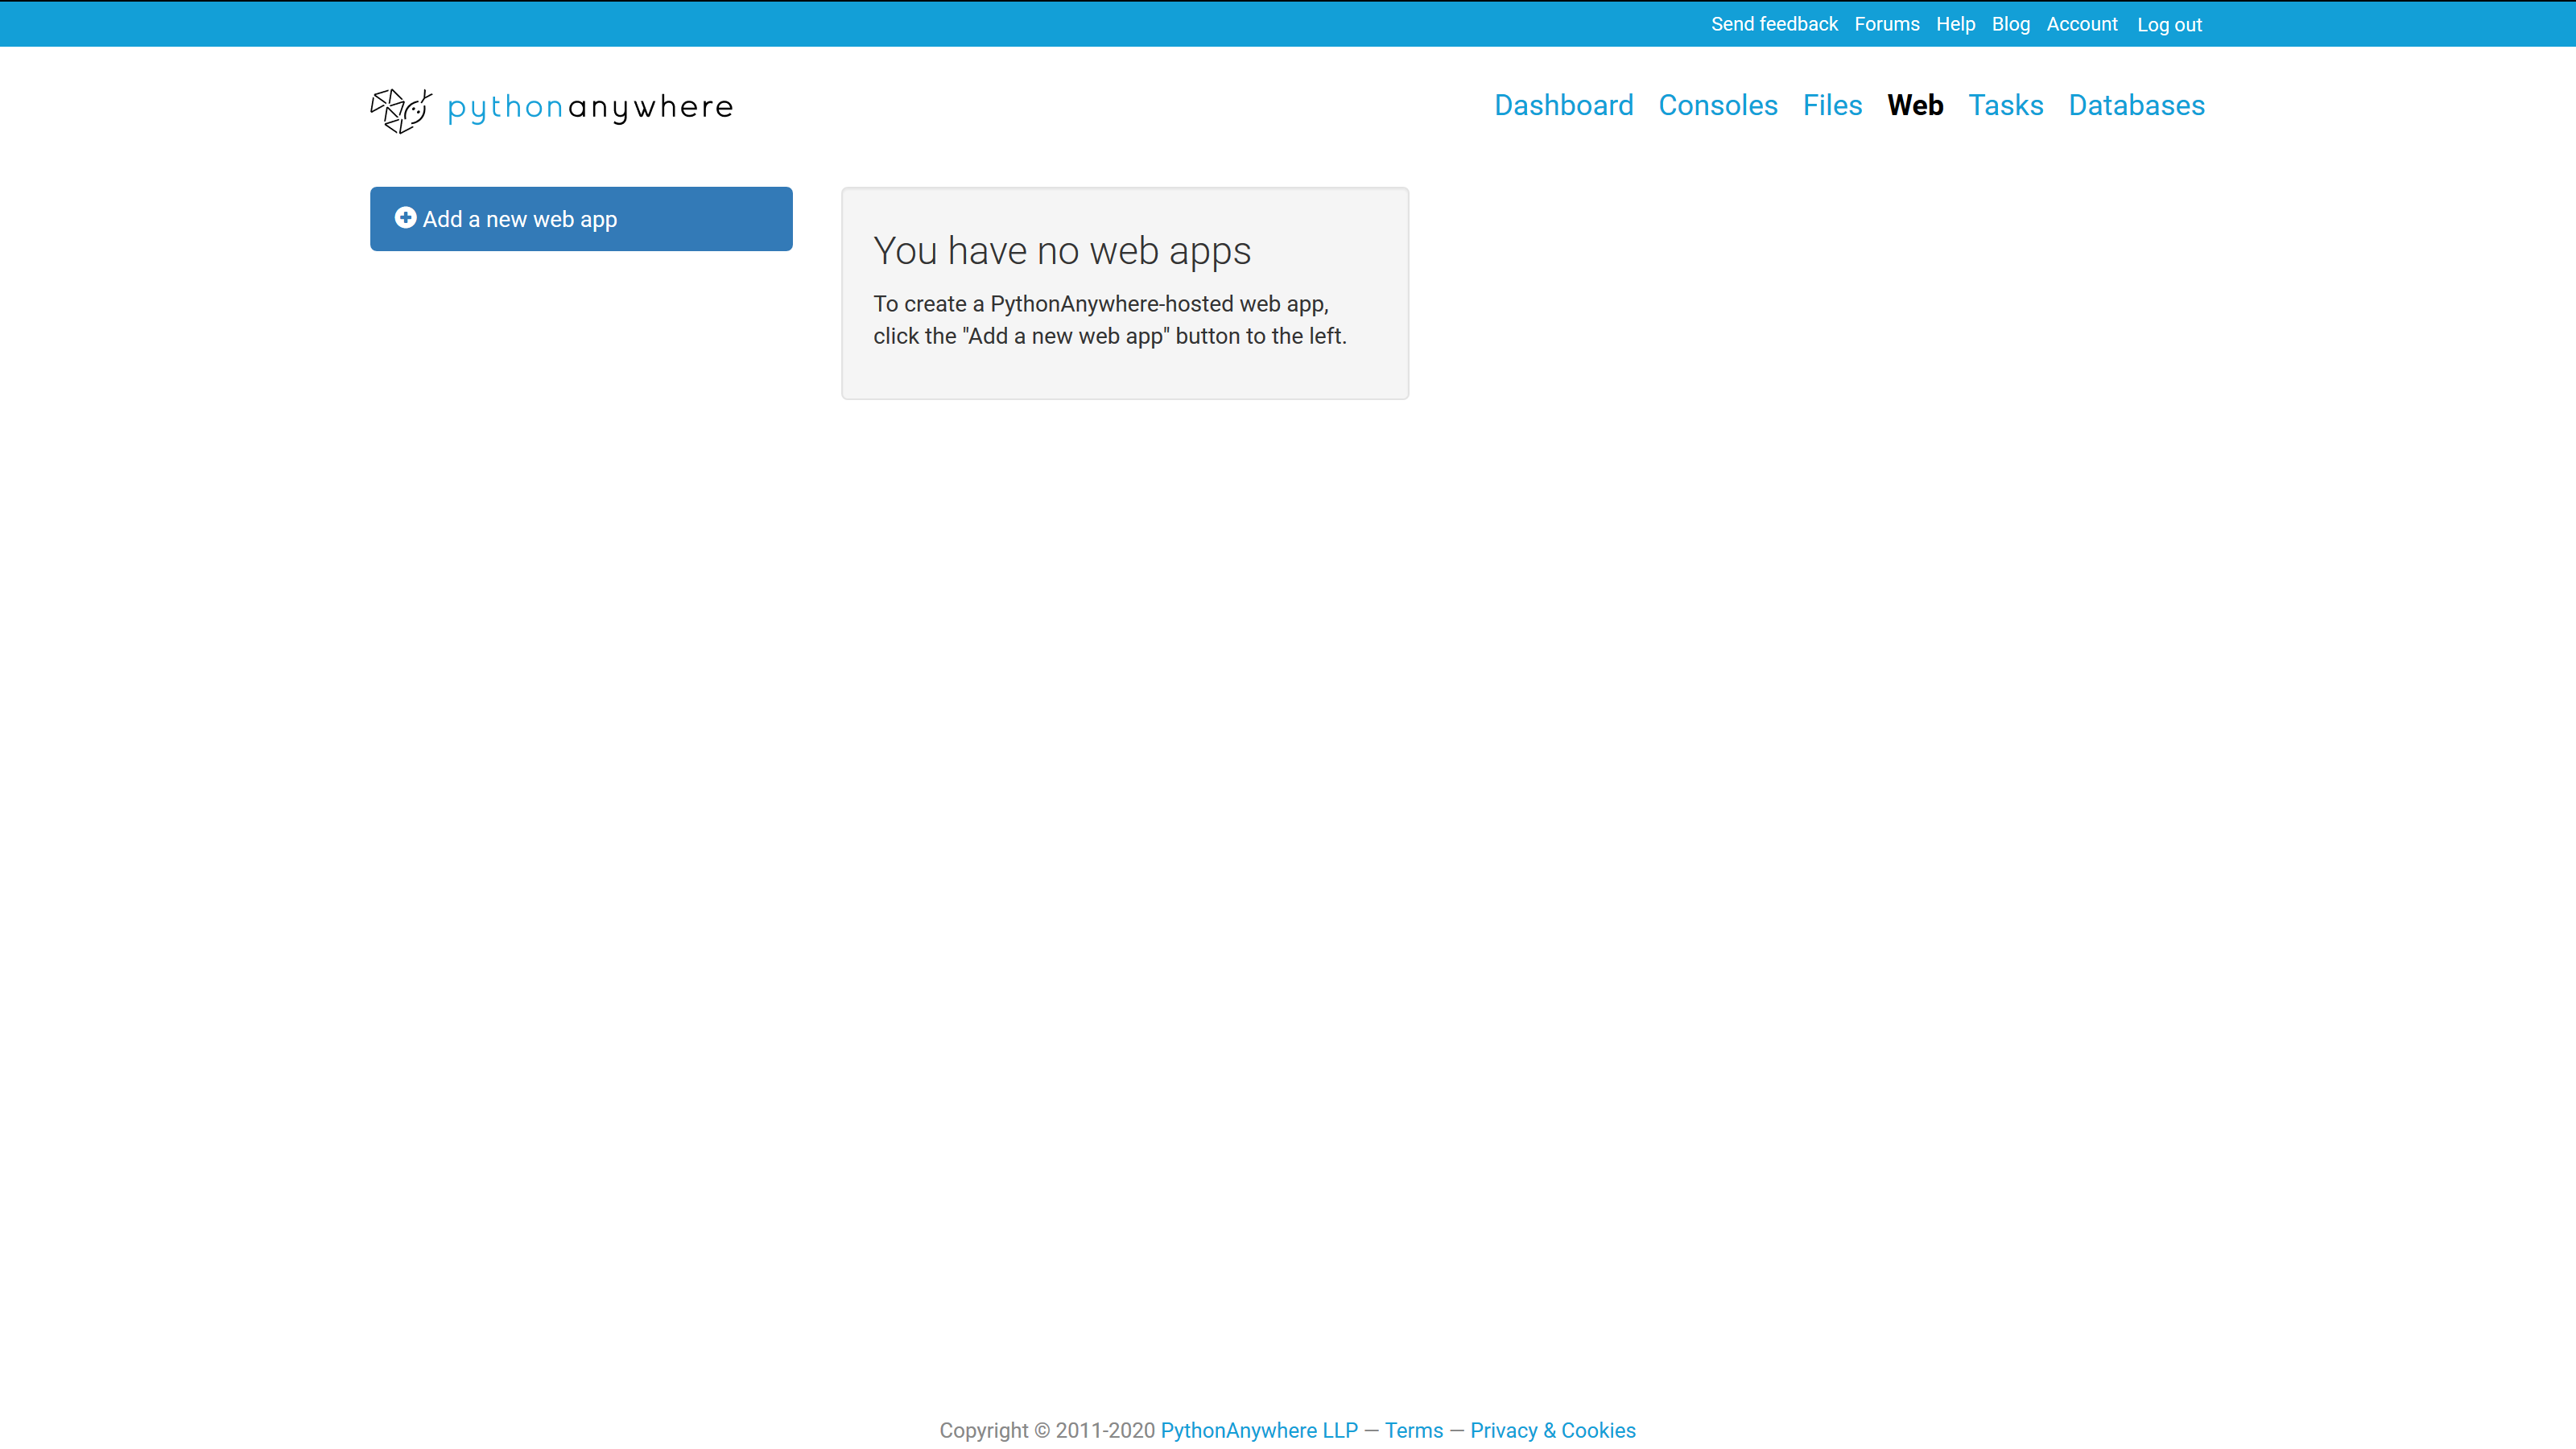 Send feedback Forums Help Blog Account Log out
pythonanywhere
Dashboard Consoles Files Web Tasks Databases
Add a new web app
You have no web apps
To create a PythonAnywhere-hosted web app,
click the "Add a new web app" button to the left.
Copyright © 2011-2020 PythonAnywhere LLP — Terms — Privacy & Cookies